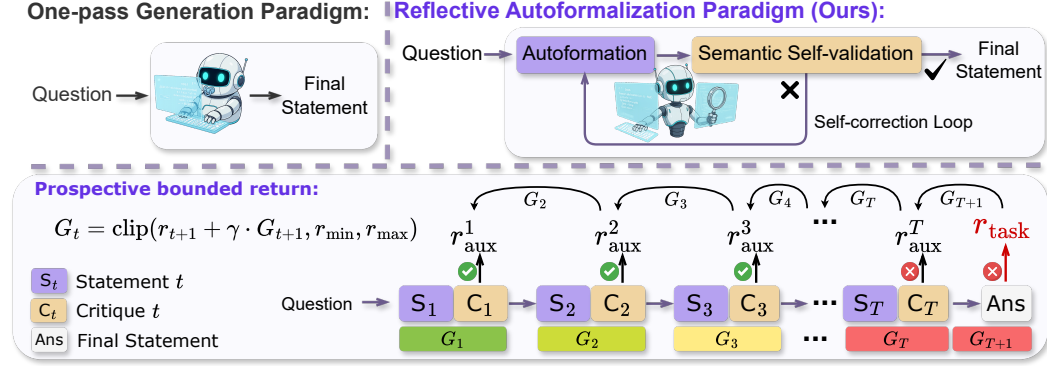 One-pass Generation Paradigm:
Question
Final
Statement
Reflective Autoformalization Paradigm (Ours):
Question
Autoformation
Semantic Self-validation
Final
Statement
Self-correction Loop
Prospective bounded return:
G_t = clip(r_{t+1} + γ · G_{t+1}, r_min, r_max)
S_t Statement t
C_t Critique t
Ans Final Statement
G_2 G_3 G_4 ... G_T G_{T+1}
r^1_aux r^2_aux r^3_aux r^T_aux r_task
Question S_1 C_1 S_2 C_2 S_3 C_3 ... S_T C_T Ans
G_1 G_2 G_3 ... G_T G_{T+1}